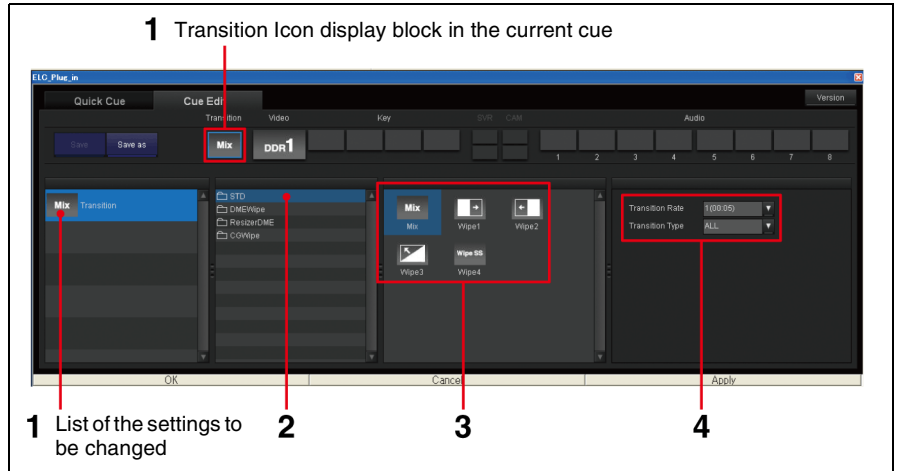 1 Transition Icon display block in the current cue
ELC_Plug_in
Quick Cue Cue Edit Version
Transition Video Key SVR CAM Audio
Save Save as Mix DDR1
1 2 3 4 5 6 7 8
Mix Transition
STD
DMEWipe
ResizerDME
CGWipe
Mix
Mix Wipe1 Wipe2
Wipe SS
Wipe3 Wipe4
Transition Rate 1(00:05)
Transition Type ALL
OK Cancel Apply
1 List of the settings to
be changed
2 3 4